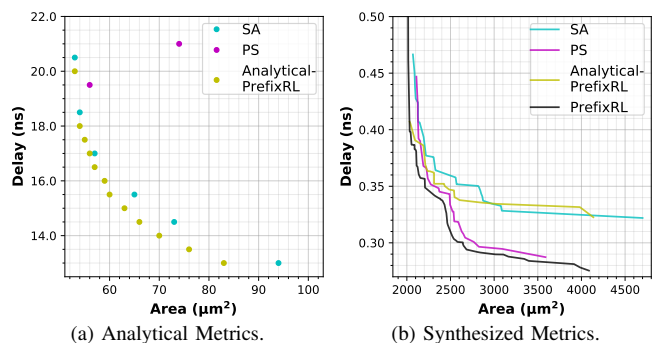 22.0
20.0
18.0
16.0
14.0
Delay (ns)
60
70
80
90
100
Area (μm²)
SA
PS
Analytical-
PrefixRL
(a) Analytical Metrics.
0.50
0.45
0.40
0.35
0.30
Delay (ns)
2000
2500
3000
3500
4000
4500
Area (μm²)
SA
PS
Analytical-
PrefixRL
PrefixRL
(b) Synthesized Metrics.